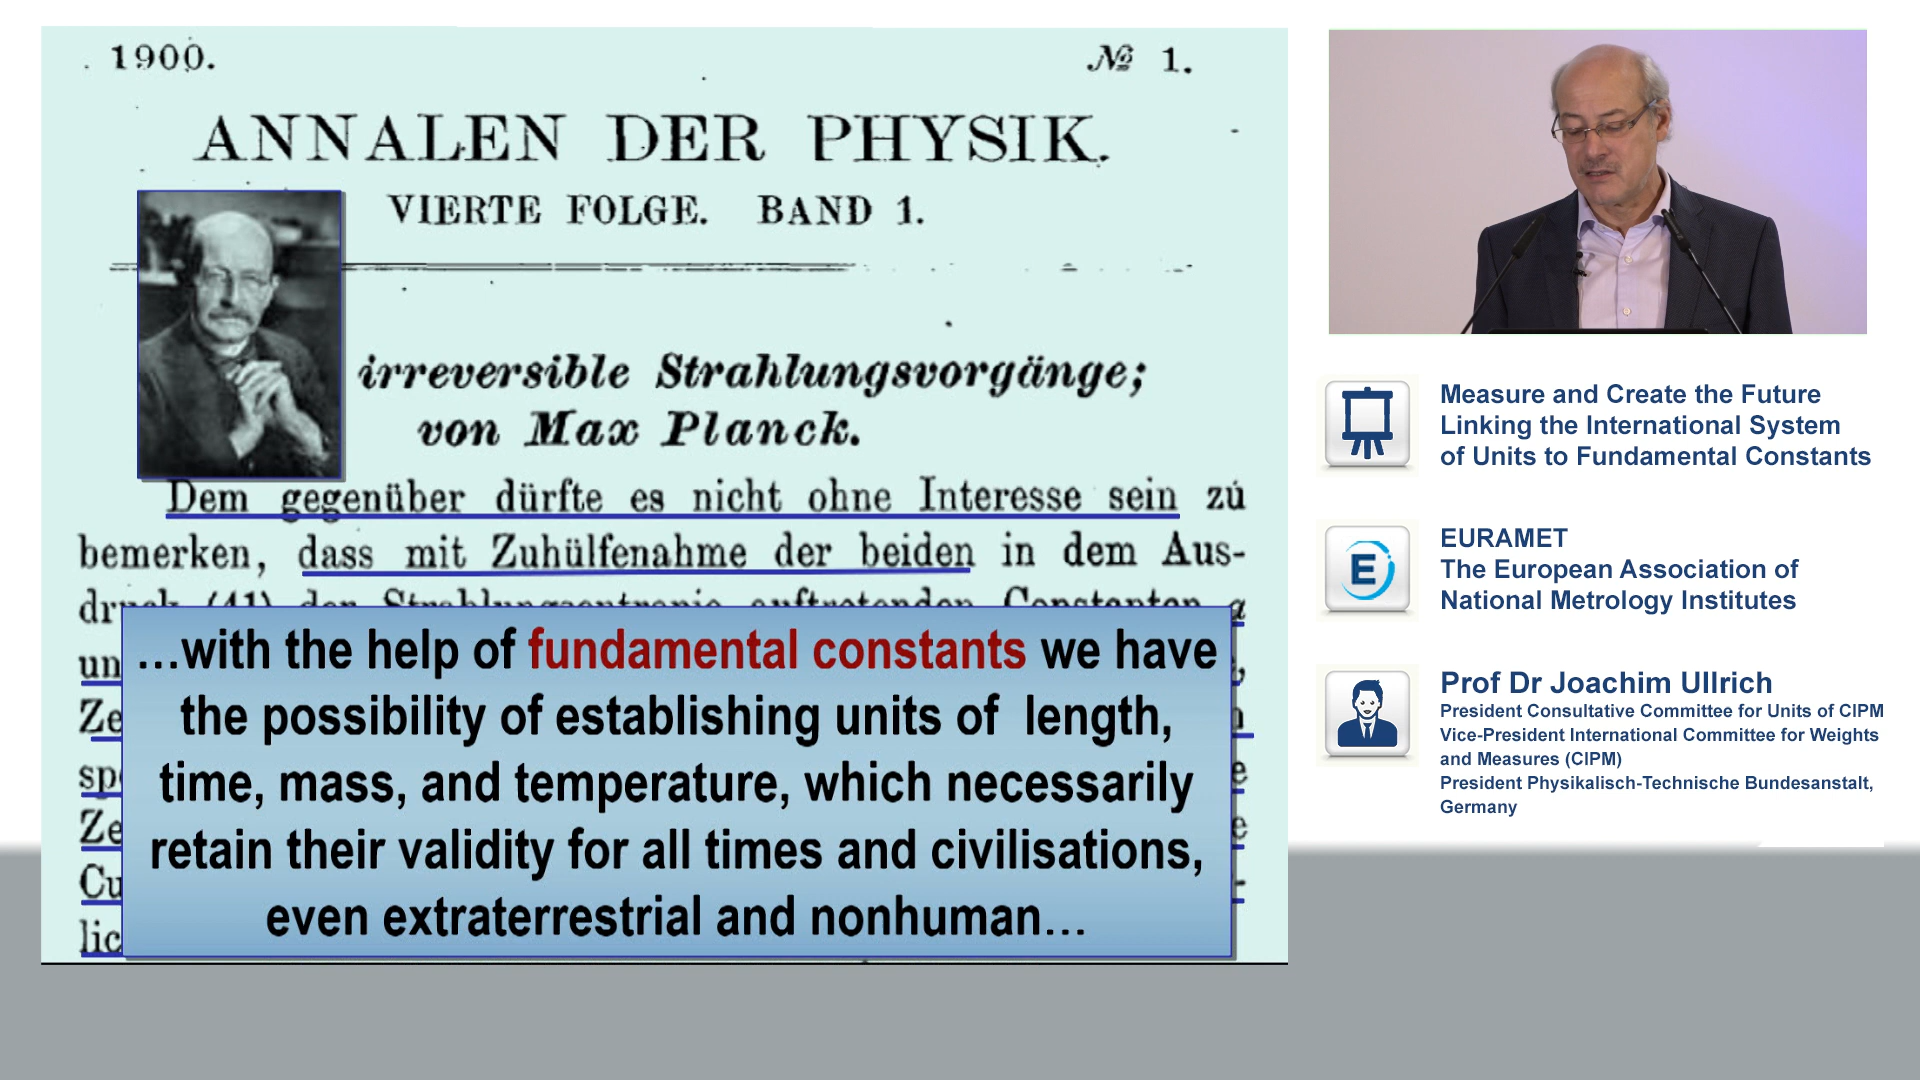 1900. № 1.
ANNALEN DER PHYSIK.
VIERTE FOLGE. BAND 1.
irreversible Strahlungsvorgänge;
von Max Planck.
Dem gegenüber dürfte es nicht ohne Interesse sein zu
bemerken, dass mit Zuhülfenahme der beiden in dem Aus-
…with the help of fundamental constants we have
the possibility of establishing units of length,
time, mass, and temperature, which necessarily
retain their validity for all times and civilisations,
even extraterrestrial and nonhuman…
Measure and Create the Future
Linking the International System
of Units to Fundamental Constants
E
EURAMET
The European Association of
National Metrology Institutes
Prof Dr Joachim Ullrich
President Consultative Committee for Units of CIPM
Vice-President International Committee for Weights
and Measures (CIPM)
President Physikalisch-Technische Bundesanstalt,
Germany